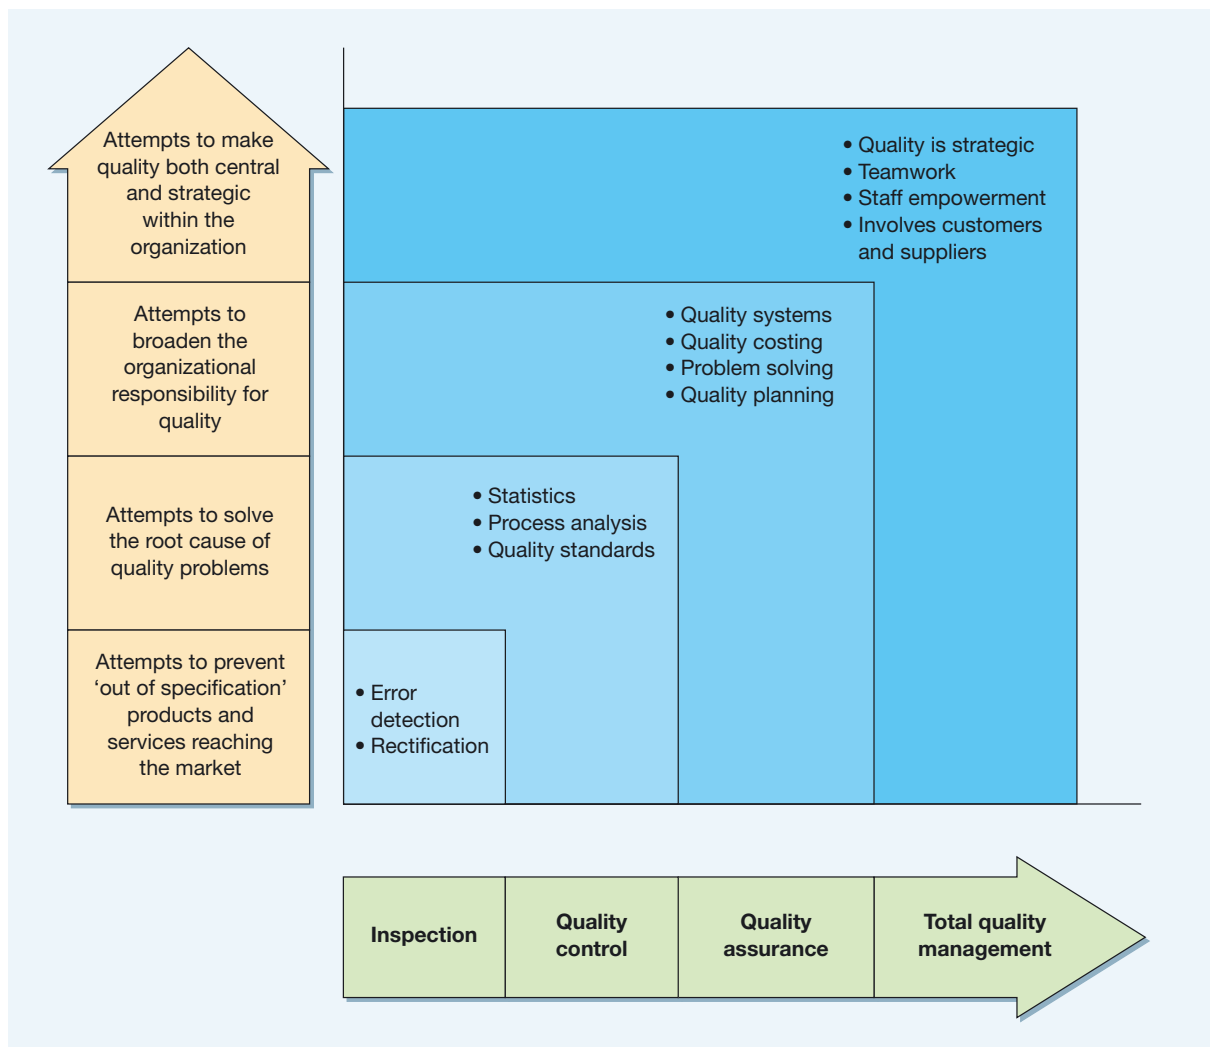 Attempts to make
quality both central
and strategic
within the
organization
Attempts to
broaden the
organizational
responsibility for
quality
Attempts to solve
the root cause of
quality problems
Attempts to prevent
‘out of specification’
products and
services reaching
the market
• Quality is strategic
• Teamwork
• Staff empowerment
• Involves customers
and suppliers
• Quality systems
• Quality costing
• Problem solving
• Quality planning
• Statistics
• Process analysis
• Quality standards
• Error
detection
• Rectification
Inspection
Quality
control
Quality
assurance
Total quality
management